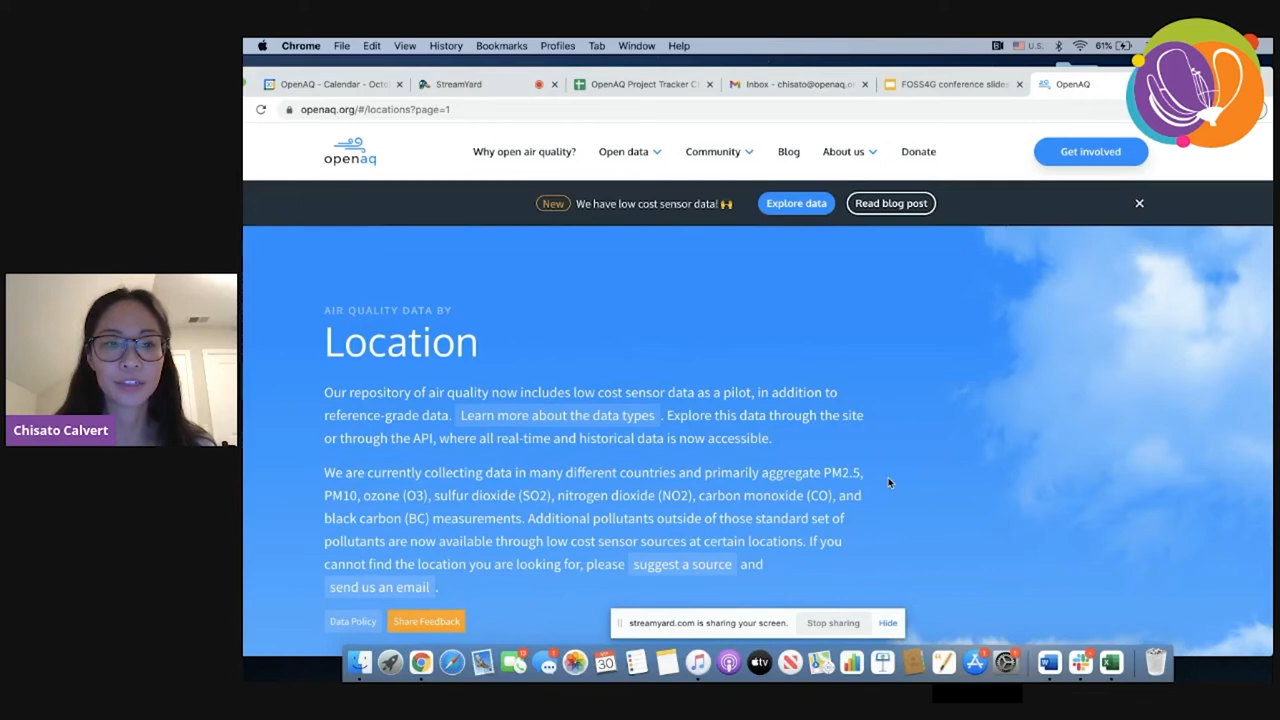 Chrome File Edit View History Bookmarks Profiles Tab Window Help
U.S. 61%
OpenAQ - Calendar - Octo StreamYard OpenAQ Project Tracker C Inbox - chisato@openaq.or FOSS4G conference slides OpenAQ
openaq.org/#/locations?page=1
openaq
Why open air quality? Open data Community Blog About us Donate Get involved
New We have low cost sensor data! 🙌 Explore data Read blog post
AIR QUALITY DATA BY
Location
Our repository of air quality now includes low cost sensor data as a pilot, in addition to
reference-grade data. Learn more about the data types . Explore this data through the site
or through the API, where all real-time and historical data is now accessible.
We are currently collecting data in many different countries and primarily aggregate PM2.5,
PM10, ozone (O3), sulfur dioxide (SO2), nitrogen dioxide (NO2), carbon monoxide (CO), and
black carbon (BC) measurements. Additional pollutants outside of those standard set of
pollutants are now available through low cost sensor sources at certain locations. If you
cannot find the location you are looking for, please suggest a source and
send us an email .
Data Policy Share Feedback
streamyard.com is sharing your screen. Stop sharing Hide
Chisato Calvert
30
tv